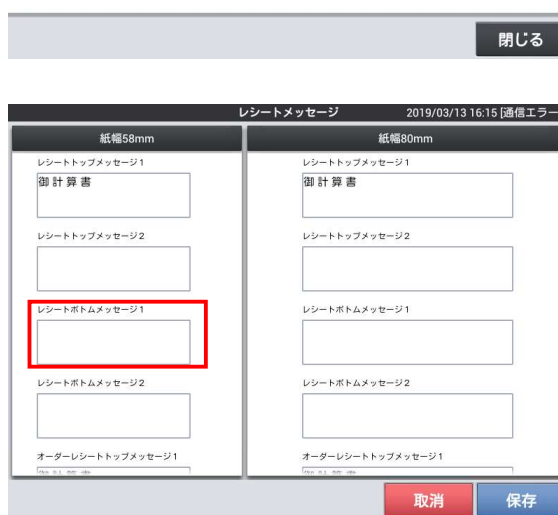 閉じる
レシートメッセージ 2019/03/13 16:15 [通信エラー
紙幅58mm 紙幅80mm
レシートトップメッセージ1 レシートトップメッセージ1
御計算書 御計算書
レシートトップメッセージ2 レシートトップメッセージ2
レシートボトムメッセージ1 レシートボトムメッセージ1
レシートボトムメッセージ2 レシートボトムメッセージ2
オーダーレシートトップメッセージ1 オーダーレシートトップメッセージ1
取消 保存